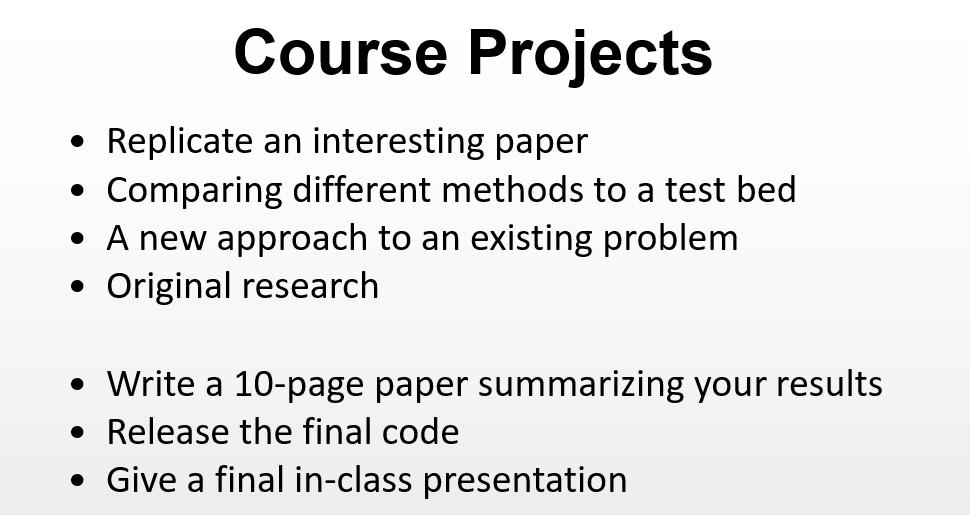 Course Projects
• Replicate an interesting paper
• Comparing different methods to a test bed
• A new approach to an existing problem
• Original research
• Write a 10-page paper summarizing your results
• Release the final code
• Give a final in-class presentation